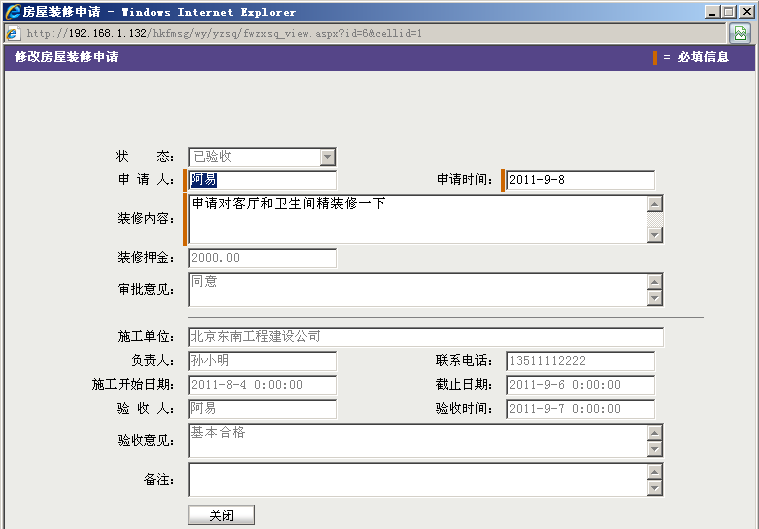 房屋装修申请 - Windows Internet Explorer
http://192.168.1.132/hkfmsg/wy/yzsq/fwzxsq_view.aspx?id=6&cellid=1
修改房屋装修申请 = 必填信息
状 态: 已验收
申 请 人: 阿易 申请时间: 2011-9-8
装修内容: 申请对客厅和卫生间精装修一下
装修押金: 2000.00
审批意见: 同意
施工单位: 北京东南工程建设公司
负责人: 孙小明 联系电话: 13511112222
施工开始日期: 2011-8-4 0:00:00 截止日期: 2011-9-6 0:00:00
验 收 人: 阿易 验收时间: 2011-9-7 0:00:00
验收意见: 基本合格
备注:
关闭